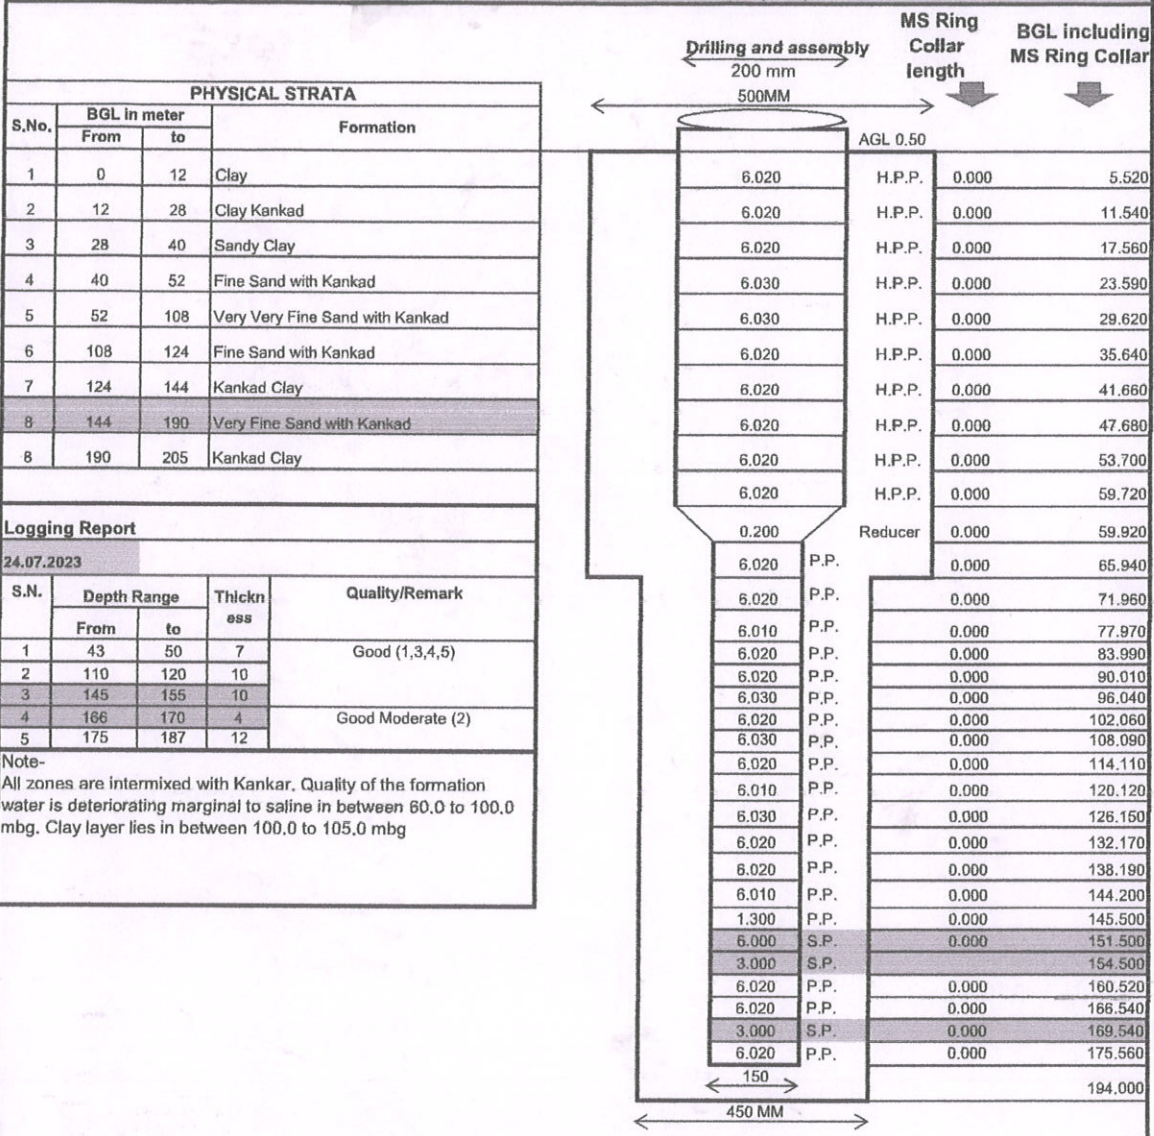 PHYSICAL STRATA
S.No. BGL in meter Formation
From to
1 0 12 Clay
2 12 28 Clay Kankad
3 28 40 Sandy Clay
4 40 52 Fine Sand with Kankad
5 52 108 Very Very Fine Sand with Kankad
6 108 124 Fine Sand with Kankad
7 124 144 Kankad Clay
8 144 190 Very Fine Sand with Kankad
8 190 205 Kankad Clay
Logging Report
24.07.2023
S.N. Depth Range Thickn Quality/Remark
ess
From to
1 43 50 7 Good (1,3,4,5)
2 110 120 10
3 145 155 10
4 166 170 4 Good Moderate (2)
5 175 187 12
Note-
All zones are intermixed with Kankar. Quality of the formation
water is deteriorating marginal to saline in between 60.0 to 100.0
mbg. Clay layer lies in between 100.0 to 105.0 mbg
Drilling and assembly
200 mm
500MM
MS Ring
Collar
length
BGL including
MS Ring Collar
AGL 0.50
6.020 H.P.P. 0.000 5.520
6.020 H.P.P. 0.000 11.540
6.020 H.P.P. 0.000 17.560
6.030 H.P.P. 0.000 23.590
6.030 H.P.P. 0.000 29.620
6.020 H.P.P. 0.000 35.640
6.020 H.P.P. 0.000 41.660
6.020 H.P.P. 0.000 47.680
6.020 H.P.P. 0.000 53.700
6.020 H.P.P. 0.000 59.720
0.200 Reducer 0.000 59.920
6.020 P.P. 0.000 65.940
6.020 P.P. 0.000 71.960
6.010 P.P. 0.000 77.970
6.020 P.P. 0.000 83.990
6.020 P.P. 0.000 90.010
6.030 P.P. 0.000 96.040
6.020 P.P. 0.000 102.060
6.030 P.P. 0.000 108.090
6.020 P.P. 0.000 114.110
6.010 P.P. 0.000 120.120
6.030 P.P. 0.000 126.150
6.020 P.P. 0.000 132.170
6.020 P.P. 0.000 138.190
6.010 P.P. 0.000 144.200
1.300 P.P. 0.000 145.500
6.000 S.P. 0.000 151.500
3.000 S.P. 154.500
6.020 P.P. 0.000 160.520
6.020 P.P. 0.000 166.540
3.000 S.P. 0.000 169.540
6.020 P.P. 0.000 175.560
150
194.000
450 MM